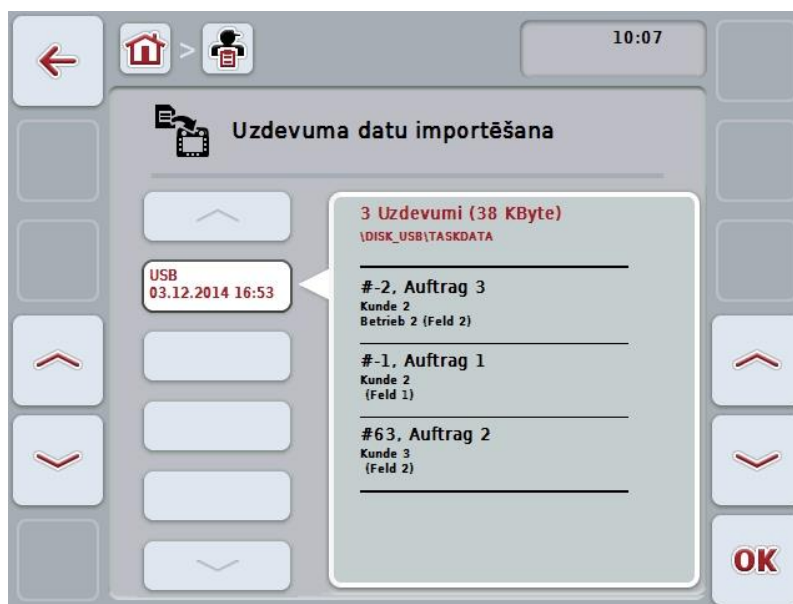 10:07
>
Uzdevuma datu importēšana
USB
03.12.2014 16:53
3 Uzdevumi (38 KByte)
\DISK_USB\TASKDATA
#-2, Auftrag 3
Kunde 2
Betrieb 2 (Feld 2)
#-1, Auftrag 1
Kunde 2
(Feld 1)
#63, Auftrag 2
Kunde 3
(Feld 2)
OK